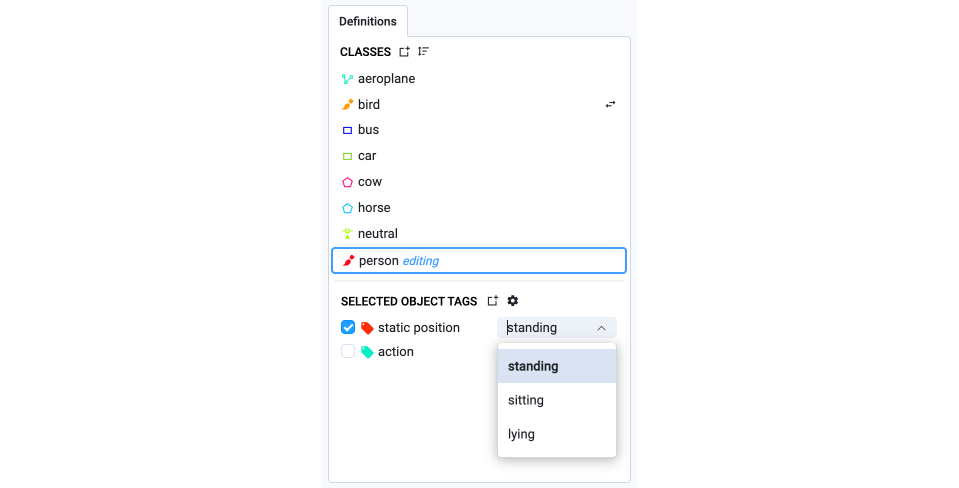 Definitions
CLASSES
aeroplane
bird
bus
car
cow
horse
neutral
person editing
SELECTED OBJECT TAGS
static position standing
action
standing
sitting
lying